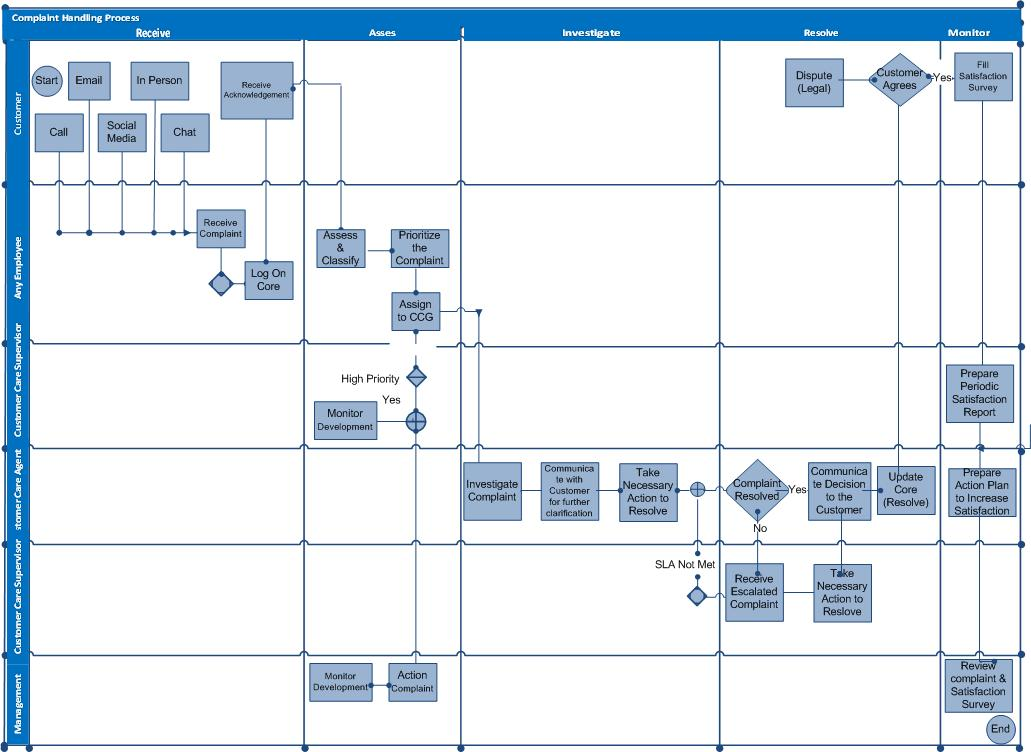 Complaint Handling Process
Receive
Asses
Investigate
Resolve
Monitor
Customer
Start
Email
In Person
Receive
Acknowledgement
Call
Social
Media
Chat
Dispute
(Legal)
Customer
Agrees
Yes
Fill
Satisfaction
Survey
Any Employee
Receive
Complaint
Log On
Core
Assess
&
Classify
Prioritize
the
Complaint
Assign
to CCG
Customer Care Supervisor
High Priority
Yes
Monitor
Development
Prepare
Periodic
Satisfaction
Report
stomer Care Agent
Investigate
Complaint
Communica
te with
Customer
for further
clarification
Take
Necessary
Action to
Resolve
Complaint
Resolved
Yes
No
Communica
te Decision
to the
Customer
Update
Core
(Resolve)
Prepare
Action Plan
to Increase
Satisfaction
Customer Care Supervisor
SLA Not Met
Receive
Escalated
Complaint
Take
Necessary
Action to
Reslove
Management
Monitor
Development
Action
Complaint
Review
complaint &
Satisfaction
Survey
End